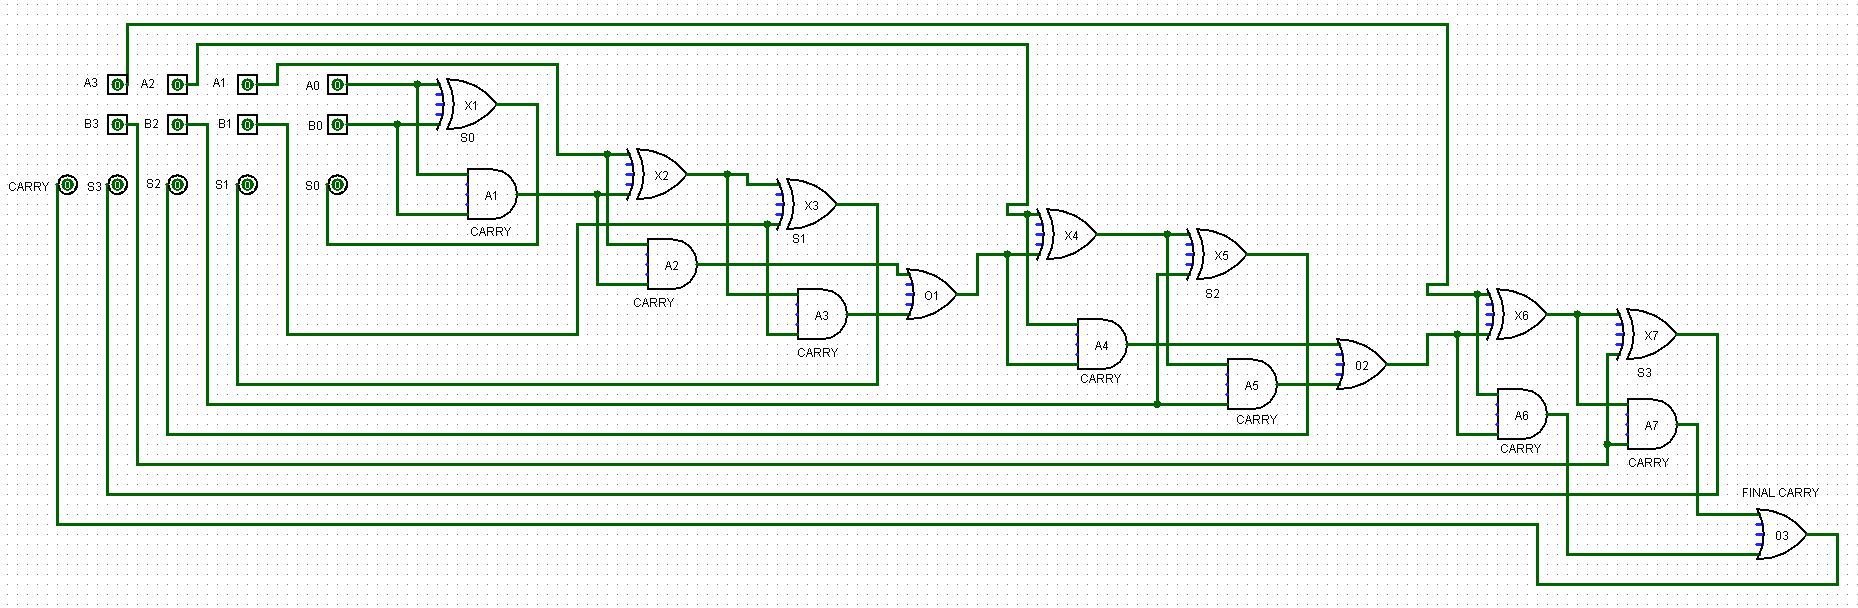 A3 0 A2 0 A1 0 A0 0 X1
B3 0 B2 0 B1 0 B0 0 S0
CARRY 0 S3 0 S2 0 S1 0 S0 0
A1
CARRY
X2
X3
S1
A2
CARRY
A3
CARRY
O1
X4
X5
S2
A4
CARRY
A5
CARRY
02
X6
X7
S3
A6
CARRY
A7
CARRY
FINAL CARRY
03